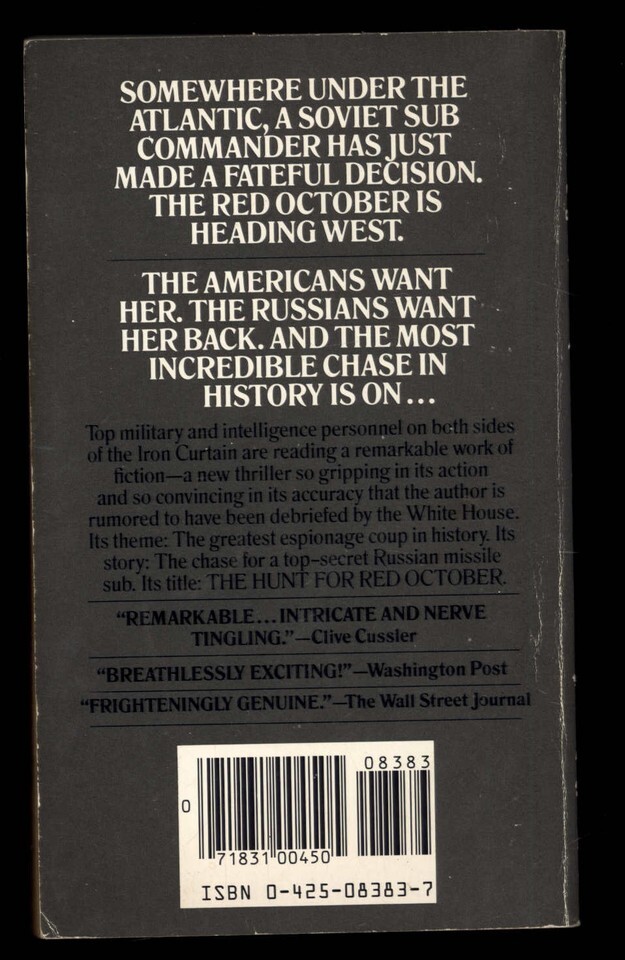 SOMEWHERE UNDER THE
ATLANTIC, A SOVIET SUB
COMMANDER HAS JUST
MADE A FATEFUL DECISION.
THE RED OCTOBER IS
HEADING WEST.
THE AMERICANS WANT
HER. THE RUSSIANS WANT
HER BACK. AND THE MOST
INCREDIBLE CHASE IN
HISTORY IS ON...
Top military and intelligence personnel on both sides
of the Iron Curtain are reading a remarkable work of
fiction—a new thriller so gripping in its action
and so convincing in its accuracy that the author is
rumored to have been debriefed by the White House.
Its theme: The greatest espionage coup in history. Its
story: The chase for a top-secret Russian missile
sub. Its title: THE HUNT FOR RED OCTOBER.
“REMARKABLE...INTRICATE AND NERVE
TINGLING.”—Clive Cussler
“BREATHLESSLY EXCITING!”—Washington Post
“FRIGHTENINGLY GENUINE.”—The Wall Street Journal
08383
0
71831 00450
ISBN 0-425-08383-7